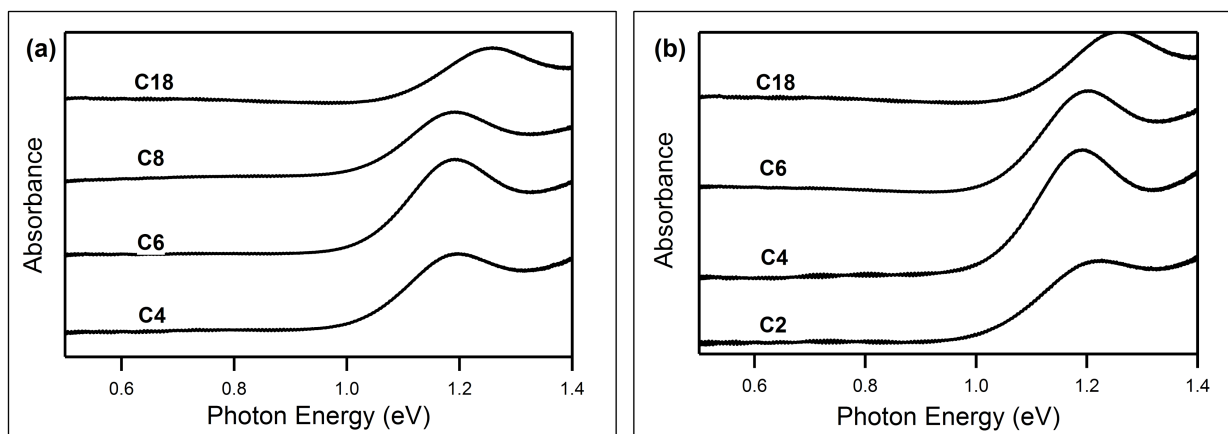 (a)
C18
C8
C6
C4
Absorbance
0.6 0.8 1.0 1.2 1.4
Photon Energy (eV)
(b)
C18
C6
C4
C2
Absorbance
0.6 0.8 1.0 1.2 1.4
Photon Energy (eV)